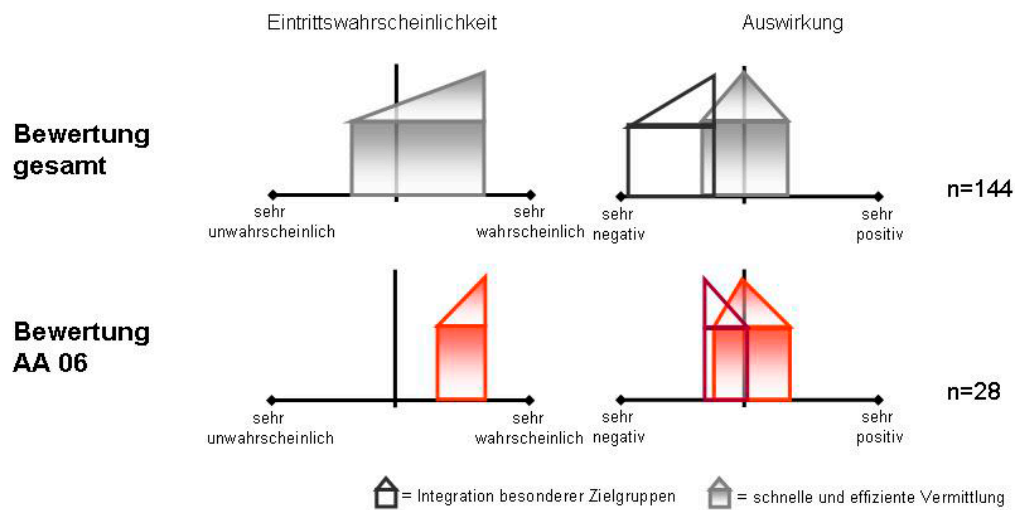 Eintrittswahrscheinlichkeit
Auswirkung
Bewertung
gesamt
n=144
sehr
unwahrscheinlich
sehr
wahrscheinlich
sehr
negativ
sehr
positiv
Bewertung
AA 06
n=28
sehr
unwahrscheinlich
sehr
wahrscheinlich
sehr
negativ
sehr
positiv
= Integration besonderer Zielgruppen
= schnelle und effiziente Vermittlung